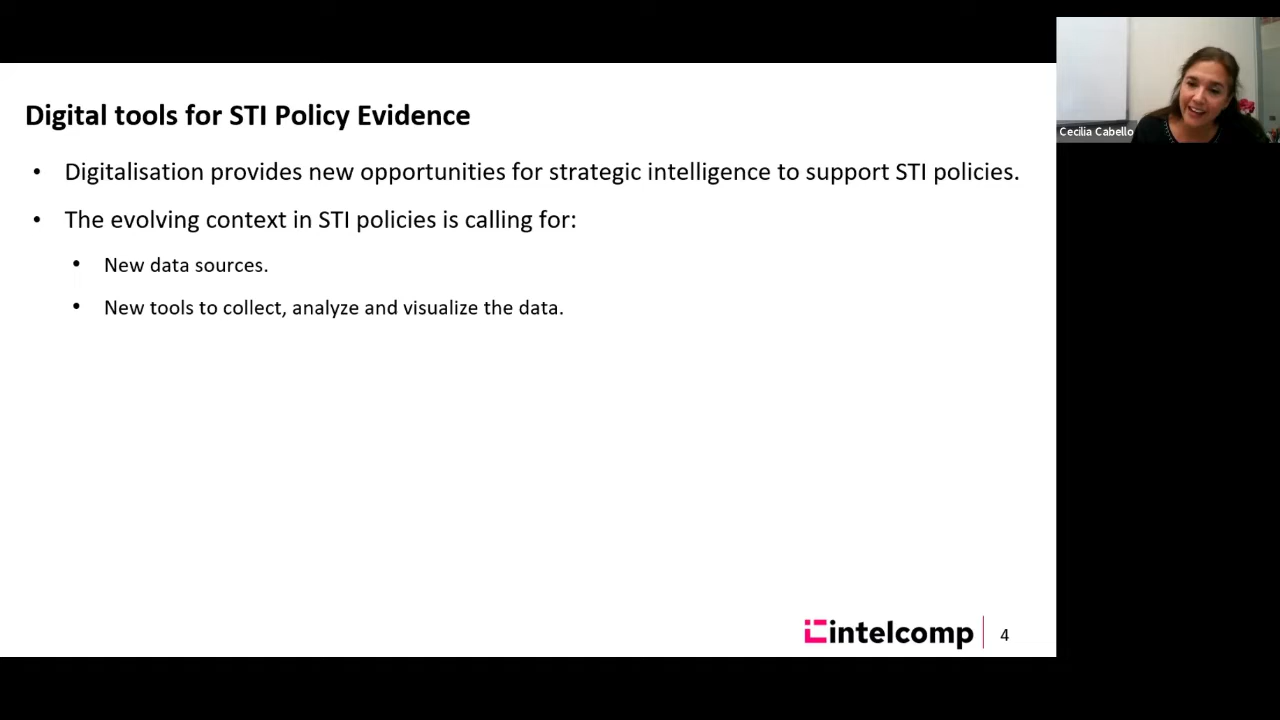 Digital tools for STI Policy Evidence
• Digitalisation provides new opportunities for strategic intelligence to support STI policies.
• The evolving context in STI policies is calling for:
• New data sources.
• New tools to collect, analyze and visualize the data.
intelcomp
4
Cecilia Cabello